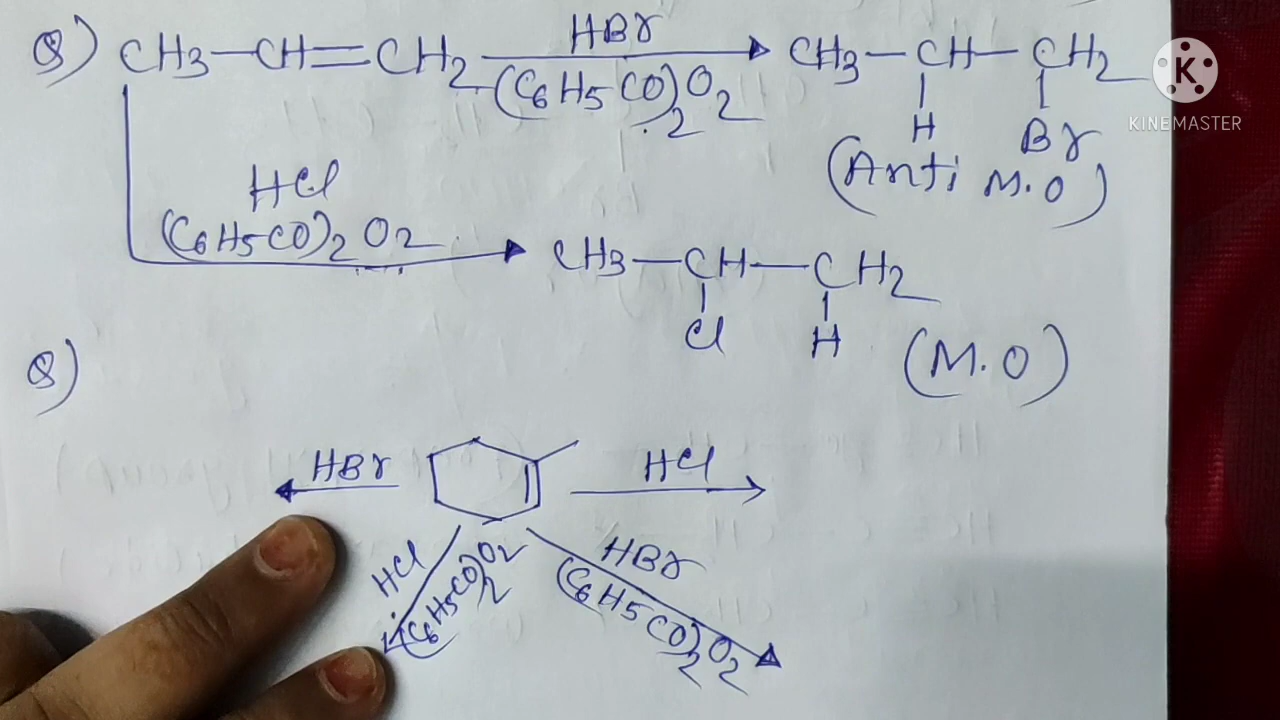 Q) CH3—CH=CH2 HBr (C6H5CO)2O2 → CH3—CH—CH2
H Br
(Anti M.O)
KINEMASTER
HCl
(C6H5CO)2O2 → CH3—CH—CH2
Cl H
(M.O)
Q)
HBr HCl
HCl (C6H5CO)2O2
HBr (C6H5CO)2O2